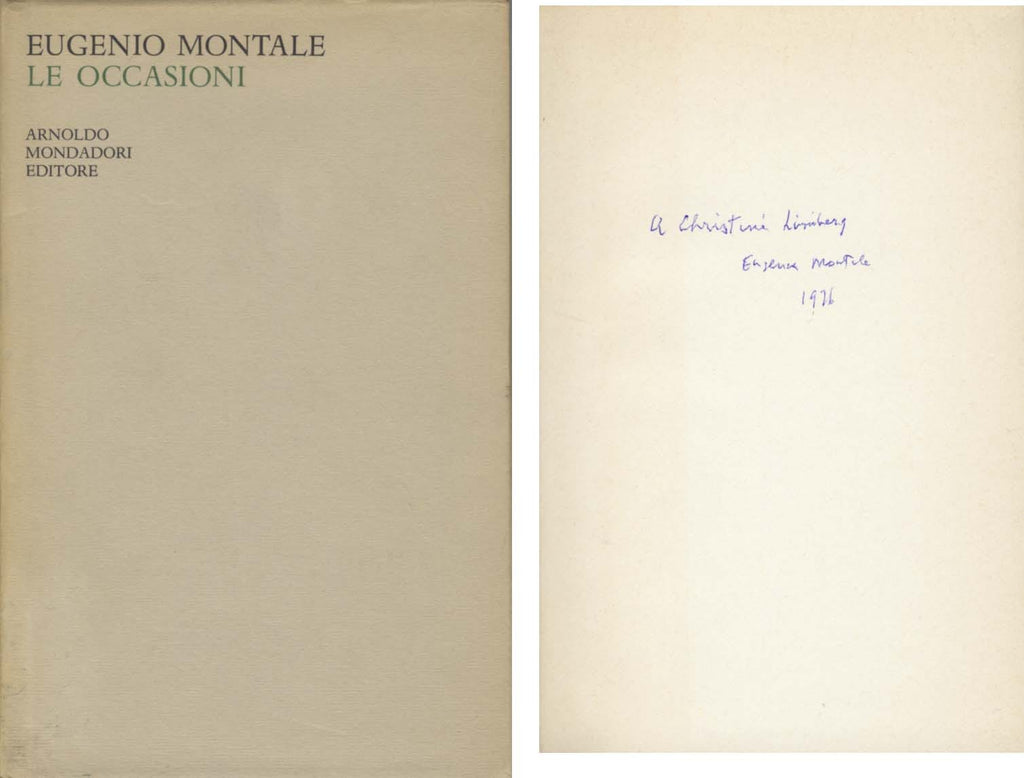 EUGENIO MONTALE
LE OCCASIONI
ARNOLDO
MONDADORI
EDITORE
A Christine
Eugenio Montale
1976